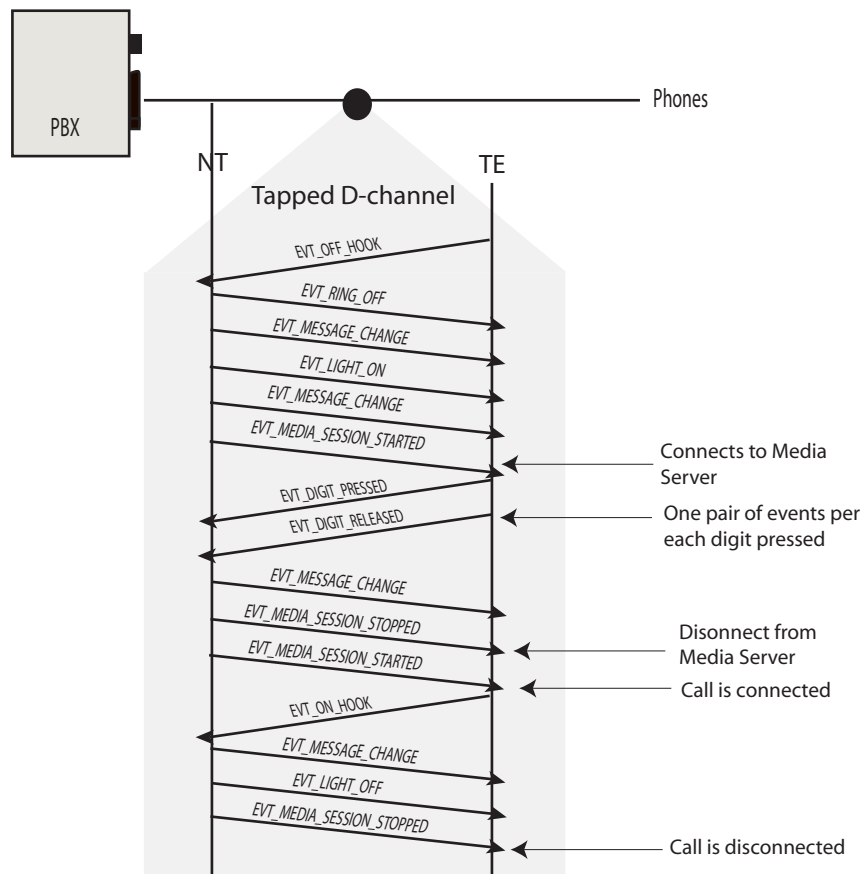 PBX
Phones
NT
TE
Tapped D-channel
EVT_OFF_HOOK
EVT_RING_OFF
EVT_MESSAGE_CHANGE
EVT_LIGHT_ON
EVT_MESSAGE_CHANGE
EVT_MEDIA_SESSION_STARTED
Connects to Media
Server
EVT_DIGIT_PRESSED
EVT_DIGIT_RELEASED
One pair of events per
each digit pressed
EVT_MESSAGE_CHANGE
EVT_MEDIA_SESSION_STOPPED
Disonnect from
Media Server
EVT_MEDIA_SESSION_STARTED
Call is connected
EVT_ON_HOOK
EVT_MESSAGE_CHANGE
EVT_LIGHT_OFF
EVT_MEDIA_SESSION_STOPPED
Call is disconnected